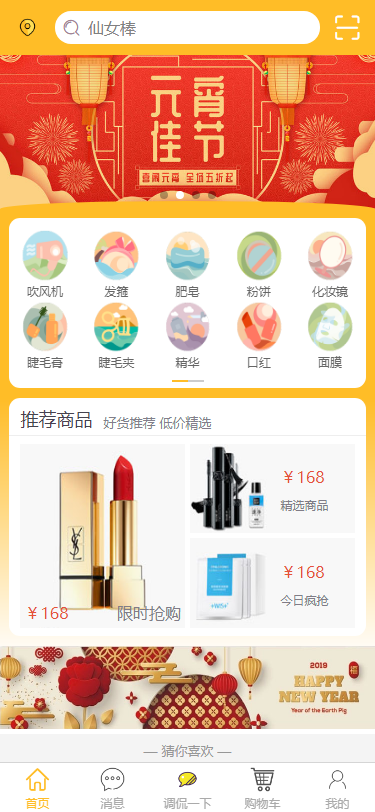 仙女棒
元宵
佳节
喜闹元宵 全场五折起
吹风机 发箍 肥皂 粉饼 化妆镜
睫毛膏 睫毛夹 精华 口红 面膜
推荐商品 好货推荐 低价精选
YSL
￥168 限时抢购
￥168
精选商品
￥168
今日疯抢
2019
HAPPY
NEW YEAR
Year of the Earth Pig
福
— 猜你喜欢 —
首页 消息 调侃一下 购物车 我的